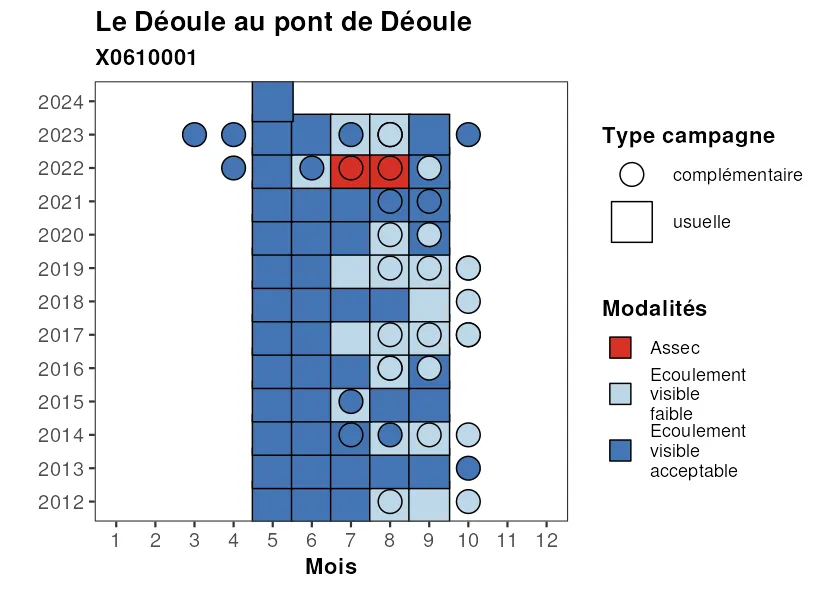 Le Déoule au pont de Déoule
X0610001
2024
2023
2022
2021
2020
2019
2018
2017
2016
2015
2014
2013
2012
1 2 3 4 5 6 7 8 9 10 11 12
Mois
Type campagne
complémentaire
usuelle
Modalités
Assec
Ecoulement
visible
faible
Ecoulement
visible
acceptable